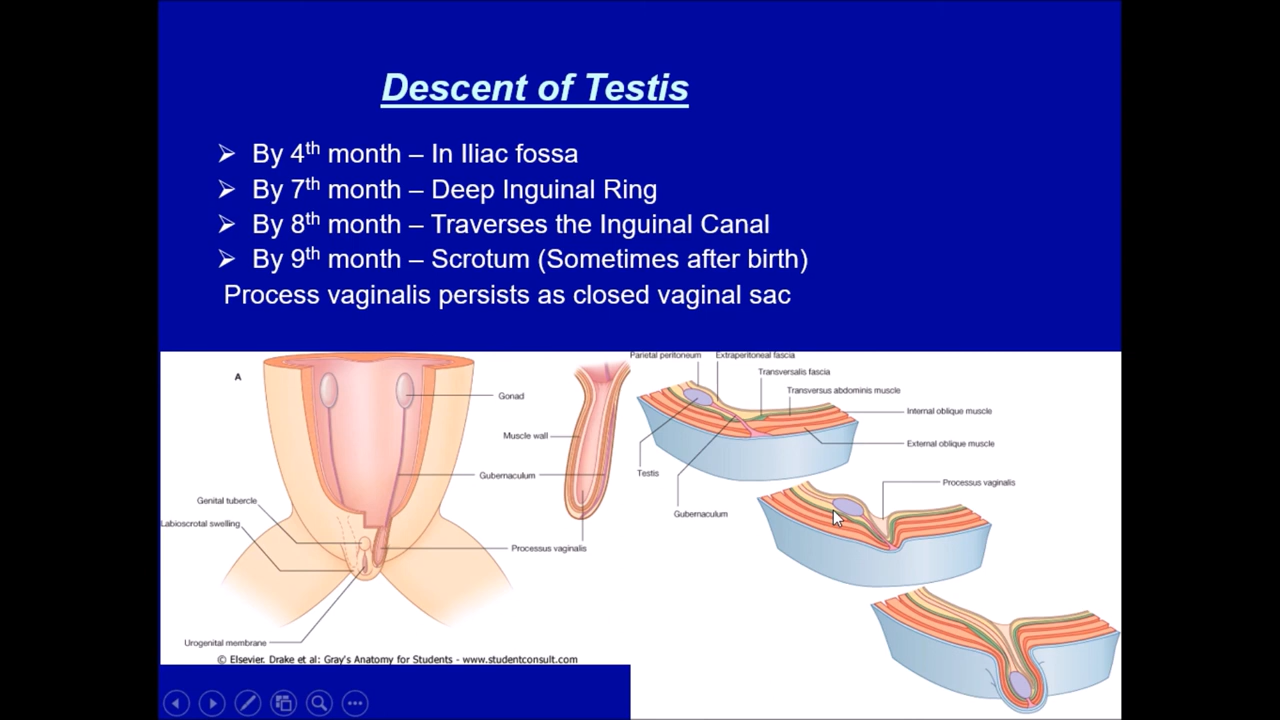 Descent of Testis
➢ By 4th month – In Iliac fossa
➢ By 7th month – Deep Inguinal Ring
➢ By 8th month – Traverses the Inguinal Canal
➢ By 9th month – Scrotum (Sometimes after birth)
Process vaginalis persists as closed vaginal sac
A
Gonad
Muscle wall
Gubernaculum
Genital tubercle
Labioscrotal swelling
Processus vaginalis
Urogenital membrane
© Elsevier. Drake et al: Gray's Anatomy for Students - www.studentconsult.com
Parietal peritoneum
Extraperitoneal fascia
Transversalis fascia
Transversus abdominis muscle
Internal oblique muscle
External oblique muscle
Testis
Gubernaculum
Processus vaginalis